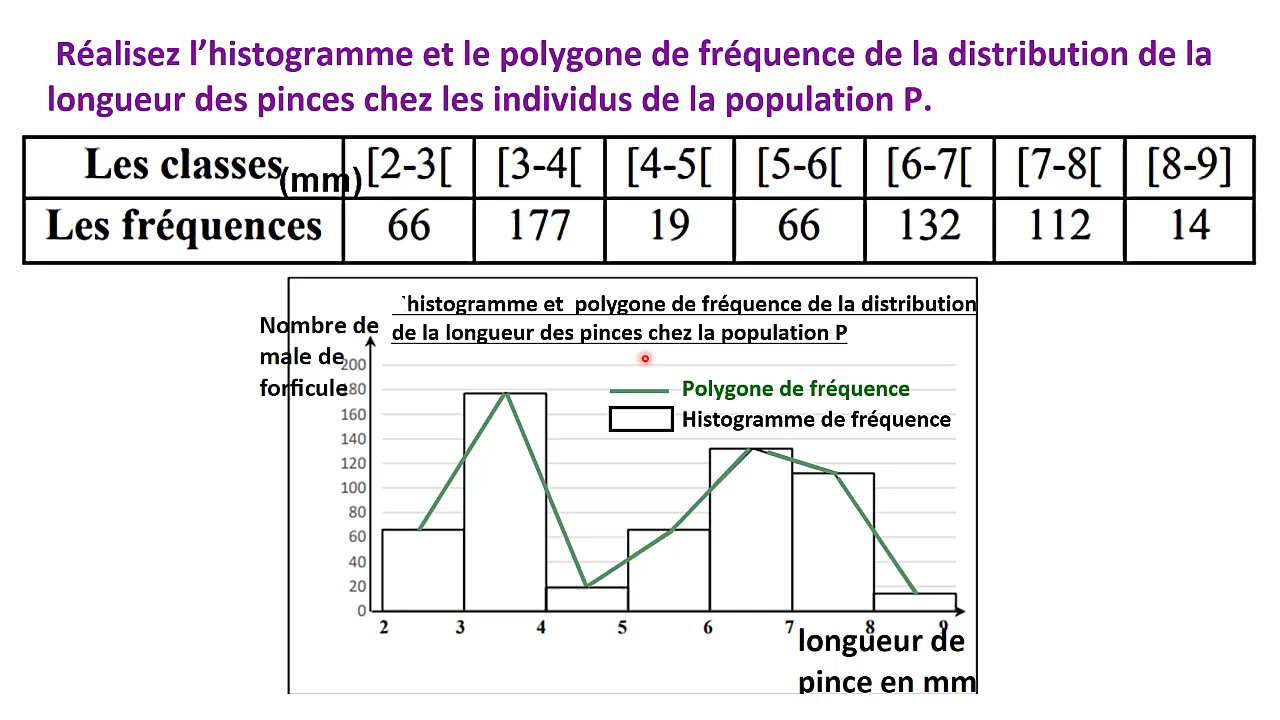 Réalisez l’histogramme et le polygone de fréquence de la distribution de la
longueur des pinces chez les individus de la population P.
Les classes (mm) [2-3[ [3-4[ [4-5[ [5-6[ [6-7[ [7-8[ [8-9]
Les fréquences 66 177 19 66 132 112 14
`histogramme et polygone de fréquence de la distribution
de la longueur des pinces chez la population P
Nombre de
male de
forficule
Polygone de fréquence
Histogramme de fréquence
200
180
160
140
120
100
80
60
40
20
0
2 3 4 5 6 7 8 9
longueur de
pince en mm